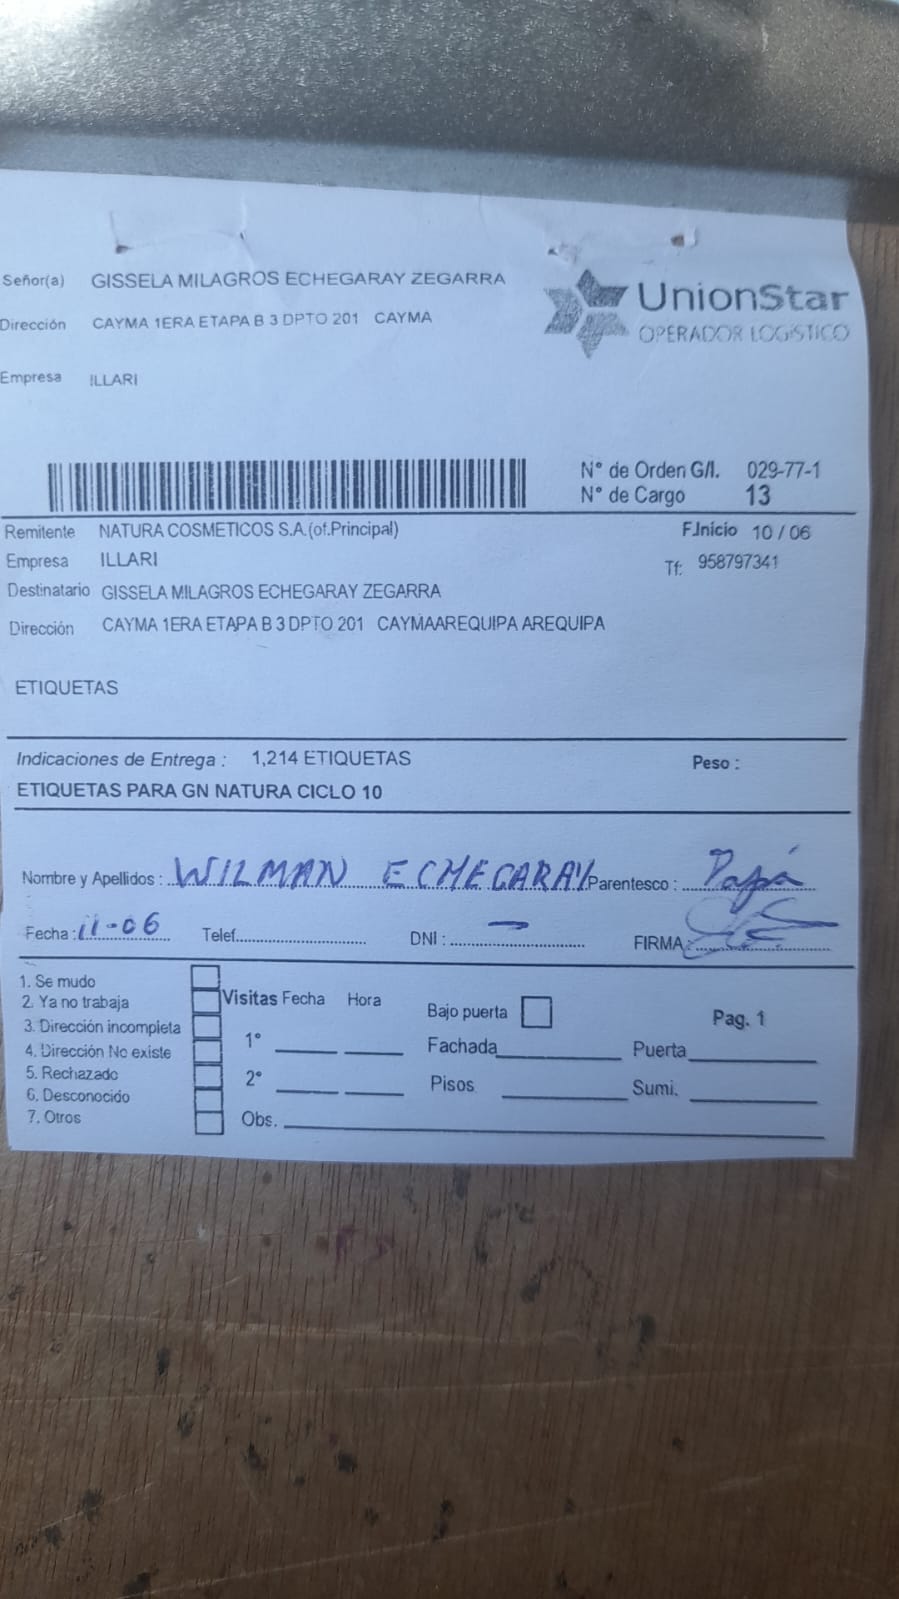 Señor(a) GISSELA MILAGROS ECHEGARAY ZEGARRA
UnionStar
OPERADOR LOGíSTICO
Dirección CAYMA 1ERA ETAPA B 3 DPTO 201 CAYMA
Empresa ILLARI
N° de Orden G/I. 029-77-1
N° de Cargo 13
Remitente NATURA COSMETICOS S.A.(of.Principal) F.Inicio 10 / 06
Empresa ILLARI Tf: 958797341
Destinatario GISSELA MILAGROS ECHEGARAY ZEGARRA
Dirección CAYMA 1ERA ETAPA B 3 DPTO 201 CAYMAAREQUIPA AREQUIPA
ETIQUETAS
Indicaciones de Entrega : 1,214 ETIQUETAS Peso :
ETIQUETAS PARA GN NATURA CICLO 10
Nombre y Apellidos : WILMAN ECHEGARAY Parentesco : Papá
Fecha : 11-06 Telef. DNI : — FIRMA:
1. Se mudo
2. Ya no trabaja Visitas Fecha Hora Bajo puerta Pag. 1
3. Dirección incompleta 1° Fachada Puerta
4. Dirección No existe
5. Rechazado 2° Pisos Sumi.
6. Desconocido
7. Otros Obs.